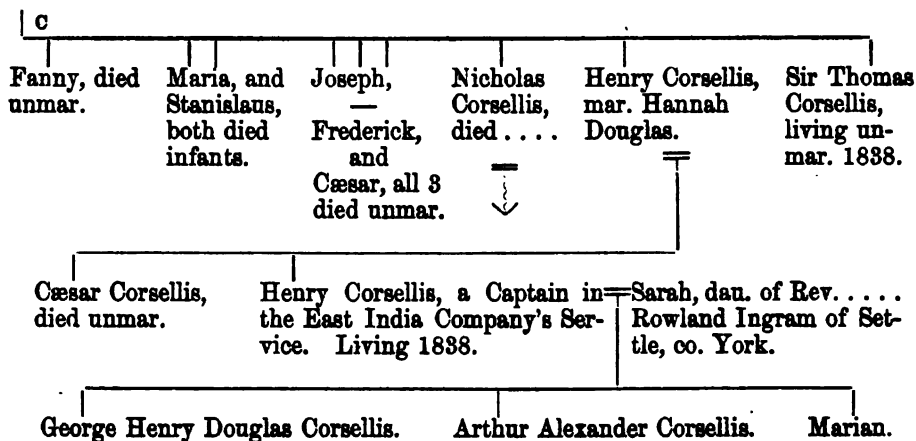 C
Fanny, died
unmar.
Maria, and
Stanislaus,
both died
infants.
Joseph,
—
Frederick,
and
Cæsar, all 3
died unmar.
Nicholas
Corsellis,
died . . . .
Henry Corsellis,
mar. Hannah
Douglas.
Sir Thomas
Corsellis,
living un-
mar. 1838.
Cæsar Corsellis,
died unmar.
Henry Corsellis, a Captain in
the East India Company's Ser-
vice. Living 1838.
Sarah, dau. of Rev. . . . .
Rowland Ingram of Set-
tle, co. York.
George Henry Douglas Corsellis.
Arthur Alexander Corsellis.
Marian.